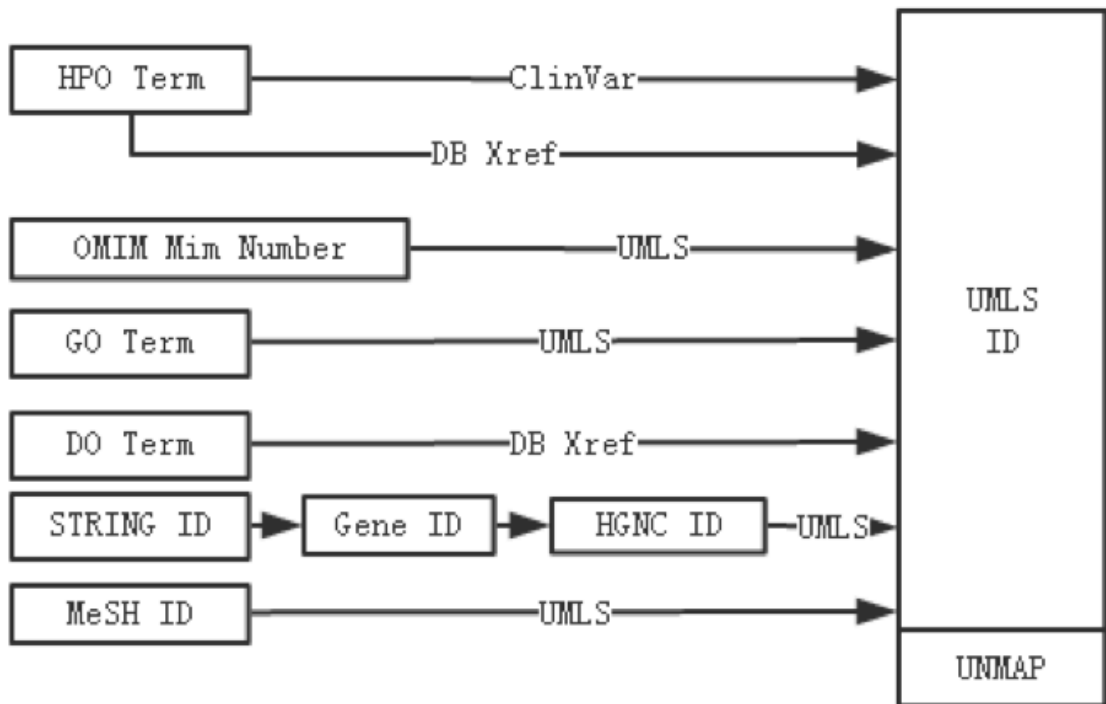 HPO Term
ClinVar
DB Xref
OMIM Mim Number
UMLS
GO Term
UMLS
DO Term
DB Xref
STRING ID
Gene ID
HGNC ID
UMLS
MeSH ID
UMLS
UMLS
ID
UNMAP